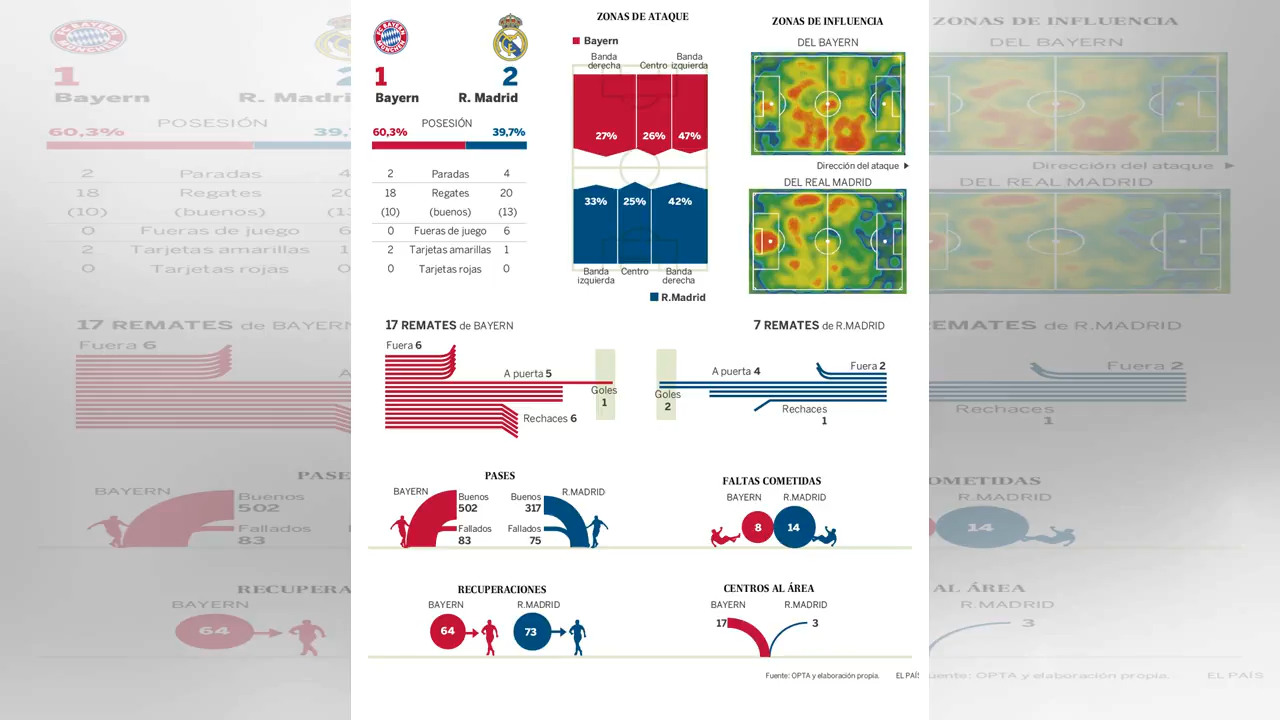 FC BAYERN
MÜNCHEN
1
2
Bayern
R. Madrid
POSESIÓN
60,3%
39,7%
2 Paradas 4
18 Regates 20
(10) (buenos) (13)
0 Fueras de juego 6
2 Tarjetas amarillas 1
0 Tarjetas rojas 0
ZONAS DE ATAQUE
Bayern
Banda derecha
Centro
Banda izquierda
27% 26% 47%
33% 25% 42%
Banda izquierda
Centro
Banda derecha
R.Madrid
ZONAS DE INFLUENCIA
DEL BAYERN
Dirección del ataque
DEL REAL MADRID
17 REMATES de BAYERN
Fuera 6
A puerta 5
Goles
1
Rechaces 6
7 REMATES de R.MADRID
Fuera 2
A puerta 4
Goles
2
Rechaces
1
PASES
BAYERN
R.MADRID
Buenos
502
Buenos
317
Fallados
83
Fallados
75
FALTAS COMETIDAS
BAYERN
R.MADRID
8
14
RECUPERACIONES
BAYERN
R.MADRID
64
73
CENTROS AL ÁREA
BAYERN
R.MADRID
17
3
Fuente: OPTA y elaboración propia.
EL PAÍS